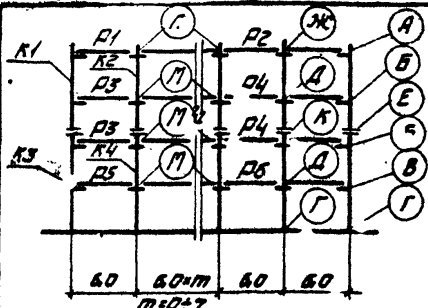 Г Ж А
К1 Р1 К2 Р2
Р3 М Р4 Д Б
М К Е
Р3 М Р4 Б
К3 К4
Р5 М Р6 Д В
Г Г
6.0 6.0×m 6.0 6.0
m=0÷7